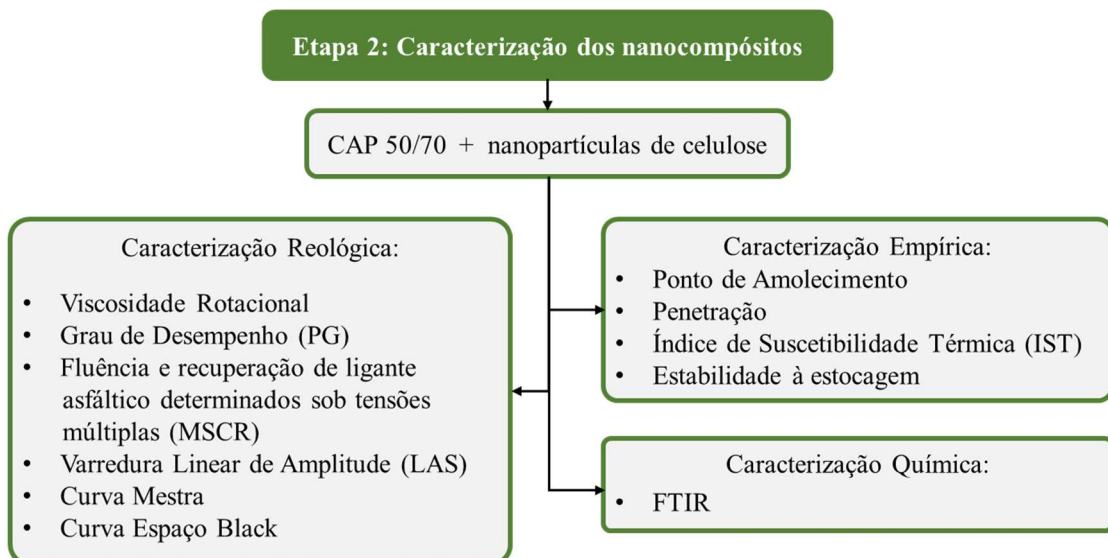 Etapa 2: Caracterização dos nanocompósitos
CAP 50/70 + nanopartículas de celulose
Caracterização Reológica:
• Viscosidade Rotacional
• Grau de Desempenho (PG)
• Fluência e recuperação de ligante
asfáltico determinados sob tensões
múltiplas (MSCR)
• Varredura Linear de Amplitude (LAS)
• Curva Mestra
• Curva Espaço Black
Caracterização Empírica:
• Ponto de Amolecimento
• Penetração
• Índice de Suscetibilidade Térmica (IST)
• Estabilidade à estocagem
Caracterização Química:
• FTIR